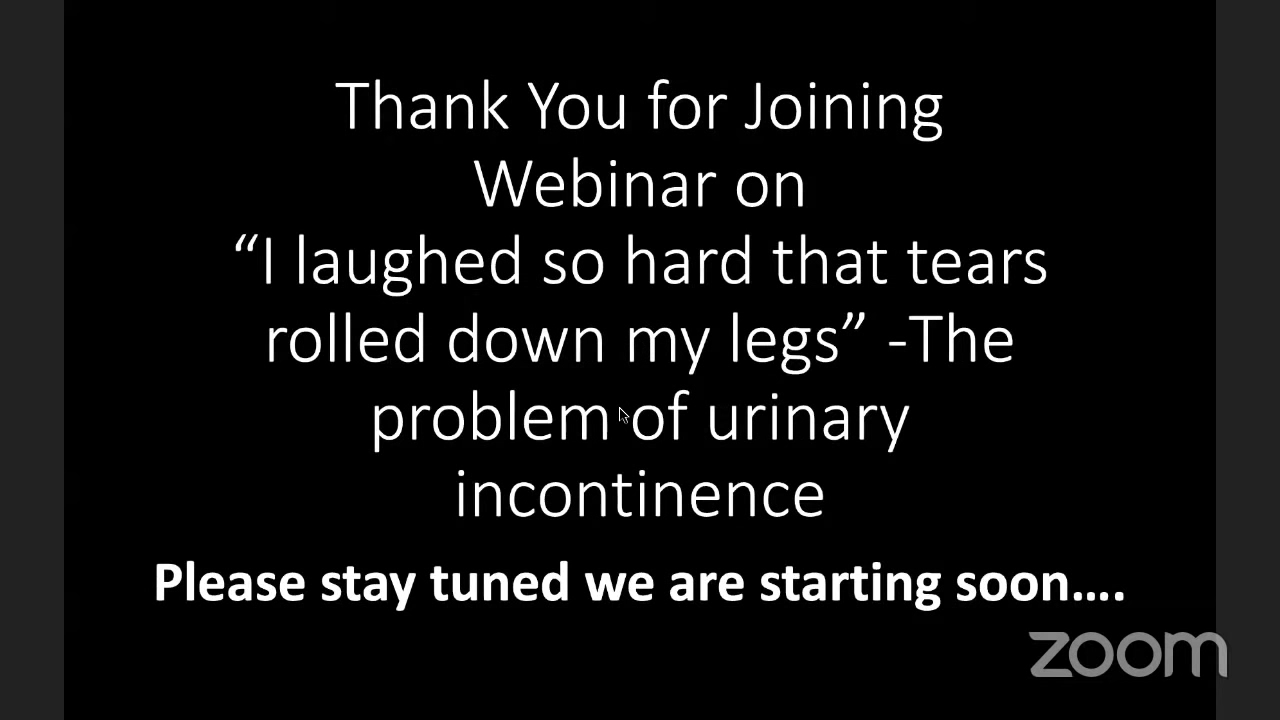 Thank You for Joining
Webinar on
“I laughed so hard that tears
rolled down my legs” -The
problem of urinary
incontinence
Please stay tuned we are starting soon....
zoom